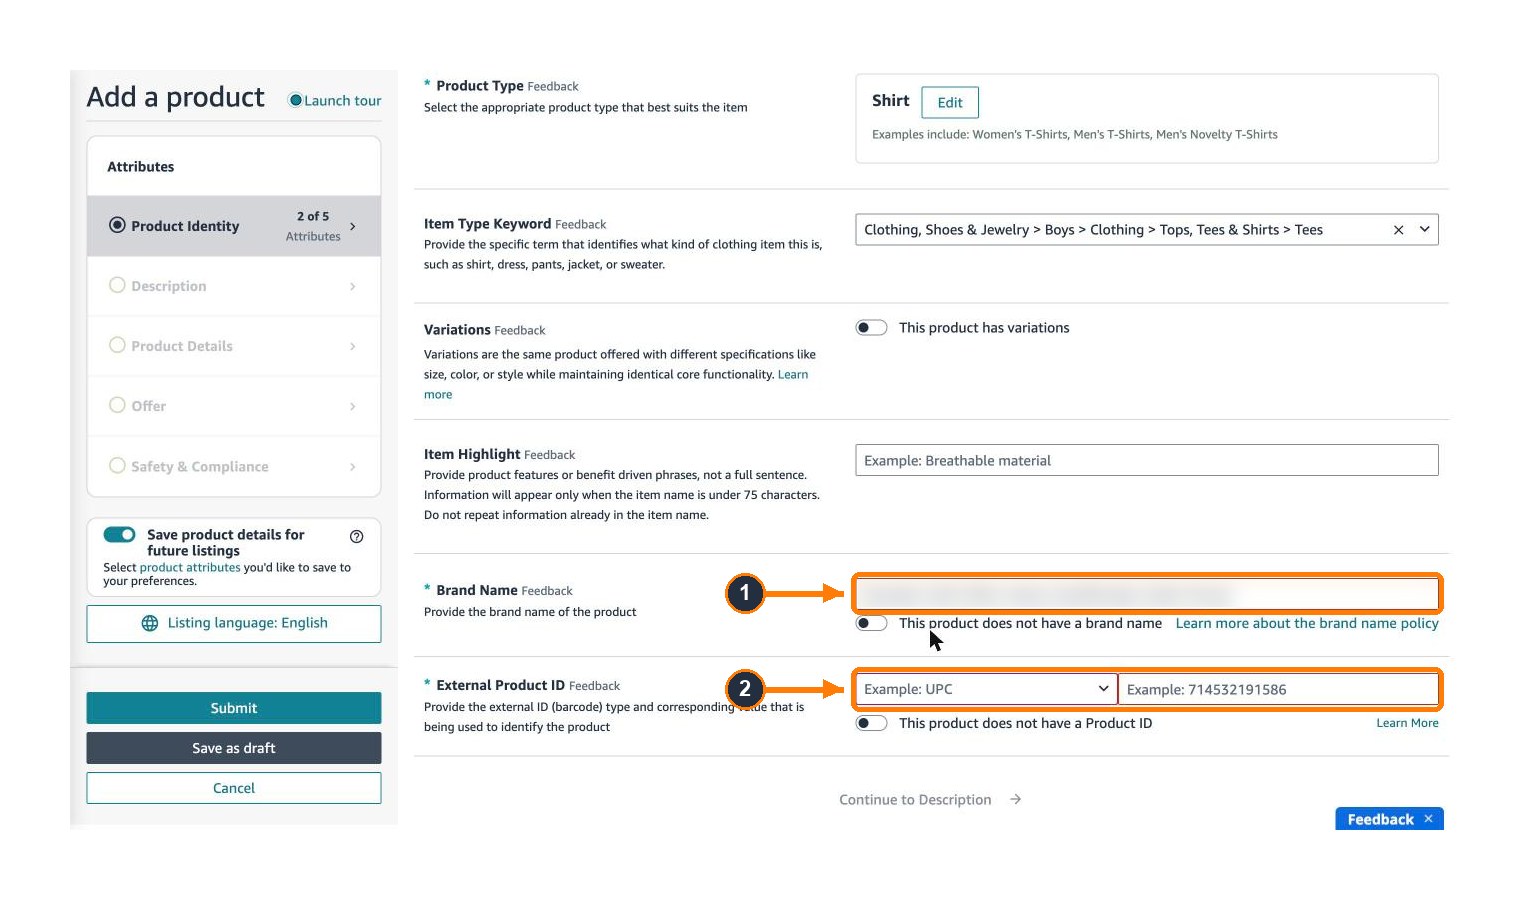 Add a product
Launch tour
Attributes
Product Identity
2 of 5
Attributes
Description
Product Details
Offer
Safety & Compliance
Save product details for
future listings
Select product attributes you'd like to save to
your preferences.
Listing language: English
Submit
Save as draft
Cancel
* Product Type Feedback
Select the appropriate product type that best suits the item
Shirt
Edit
Examples include: Women's T-Shirts, Men's T-Shirts, Men's Novelty T-Shirts
Item Type Keyword Feedback
Provide the specific term that identifies what kind of clothing item this is,
such as shirt, dress, pants, jacket, or sweater.
Clothing, Shoes & Jewelry > Boys > Clothing > Tops, Tees & Shirts > Tees
Variations Feedback
Variations are the same product offered with different specifications like
size, color, or style while maintaining identical core functionality. Learn
more
This product has variations
Item Highlight Feedback
Provide product features or benefit driven phrases, not a full sentence.
Information will appear only when the item name is under 75 characters.
Do not repeat information already in the item name.
Example: Breathable material
* Brand Name Feedback
Provide the brand name of the product
1
This product does not have a brand name
Learn more about the brand name policy
* External Product ID Feedback
Provide the external ID (barcode) type and corresponding value that is
being used to identify the product
2
Example: UPC
Example: 714532191586
This product does not have a Product ID
Learn More
Continue to Description →
Feedback ×